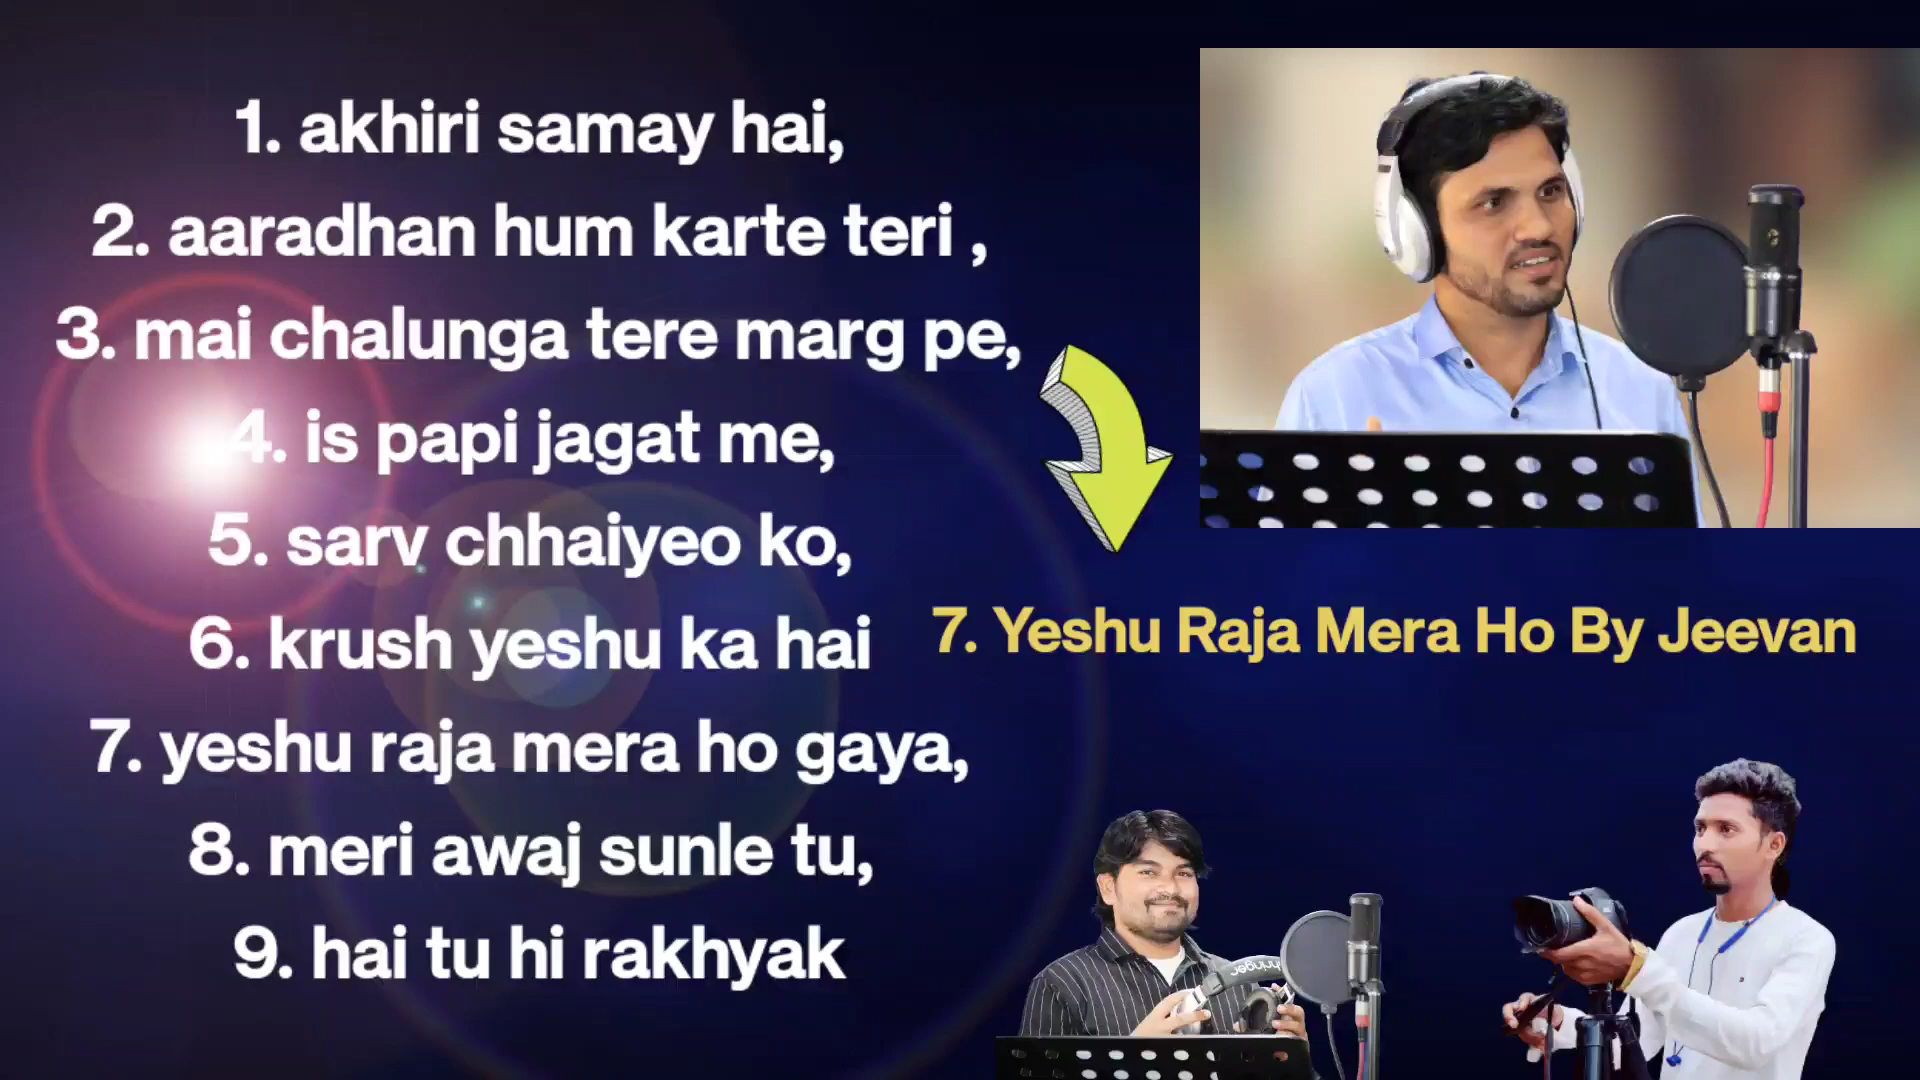 1. akhiri samay hai,
2. aaradhan hum karte teri ,
3. mai chalunga tere marg pe,
4. is papi jagat me,
5. sarv chhaiyeo ko,
6. krush yeshu ka hai
7. yeshu raja mera ho gaya,
8. meri awaj sunle tu,
9. hai tu hi rakhyak
7. Yeshu Raja Mera Ho By Jeevan